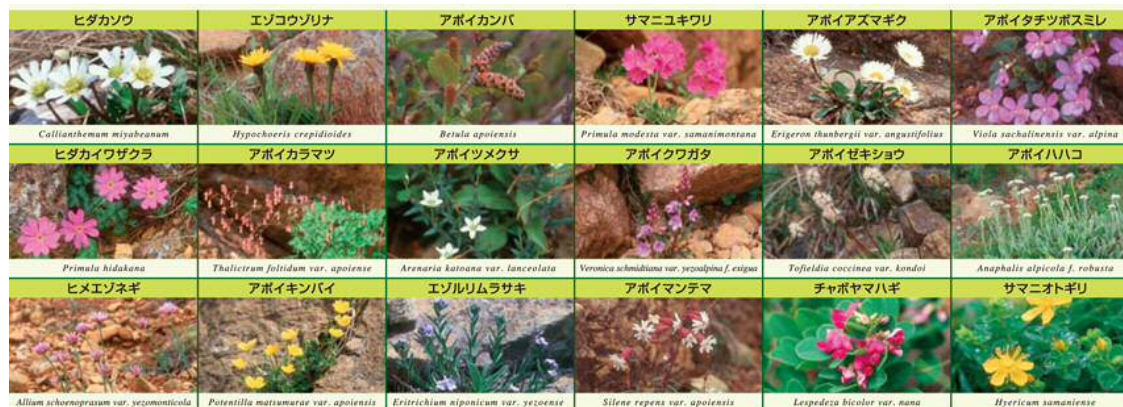 ヒダカソウ
エゾコウゾリナ
アポイカンバ
サマニユキワリ
アポイアズマギク
アポイタチツボスミレ
Callianthemum miyabeanum
Hypochoeris crepidioides
Betula apoiensis
Primula modesta var. samanimontana
Erigeron thunbergii var. angustifolius
Viola sachalinensis var. alpina
ヒダカイワザクラ
アポイカラマツ
アポイツメクサ
アポイクワガタ
アポイゼキショウ
アポイハハコ
Primula hidakana
Thalictrum foltidum var. apoiense
Arenaria katoana var. lanceolata
Veronica schmidtiana var. yezoalpina f. exigua
Tofieldia coccinea var. kondoi
Anaphalis alpicola f. robusta
ヒメエゾネギ
アポイキンバイ
エゾルリムラサキ
アポイマンテマ
チャボヤマハギ
サマニオトギリ
Allium schoenoprasum var. yezomonticola
Potentilla matsumurae var. apoiensis
Eritrichium niponicum var. yezoense
Silene repens var. apoiensis
Lespedeza bicolor var. nana
Hyericum samaniense